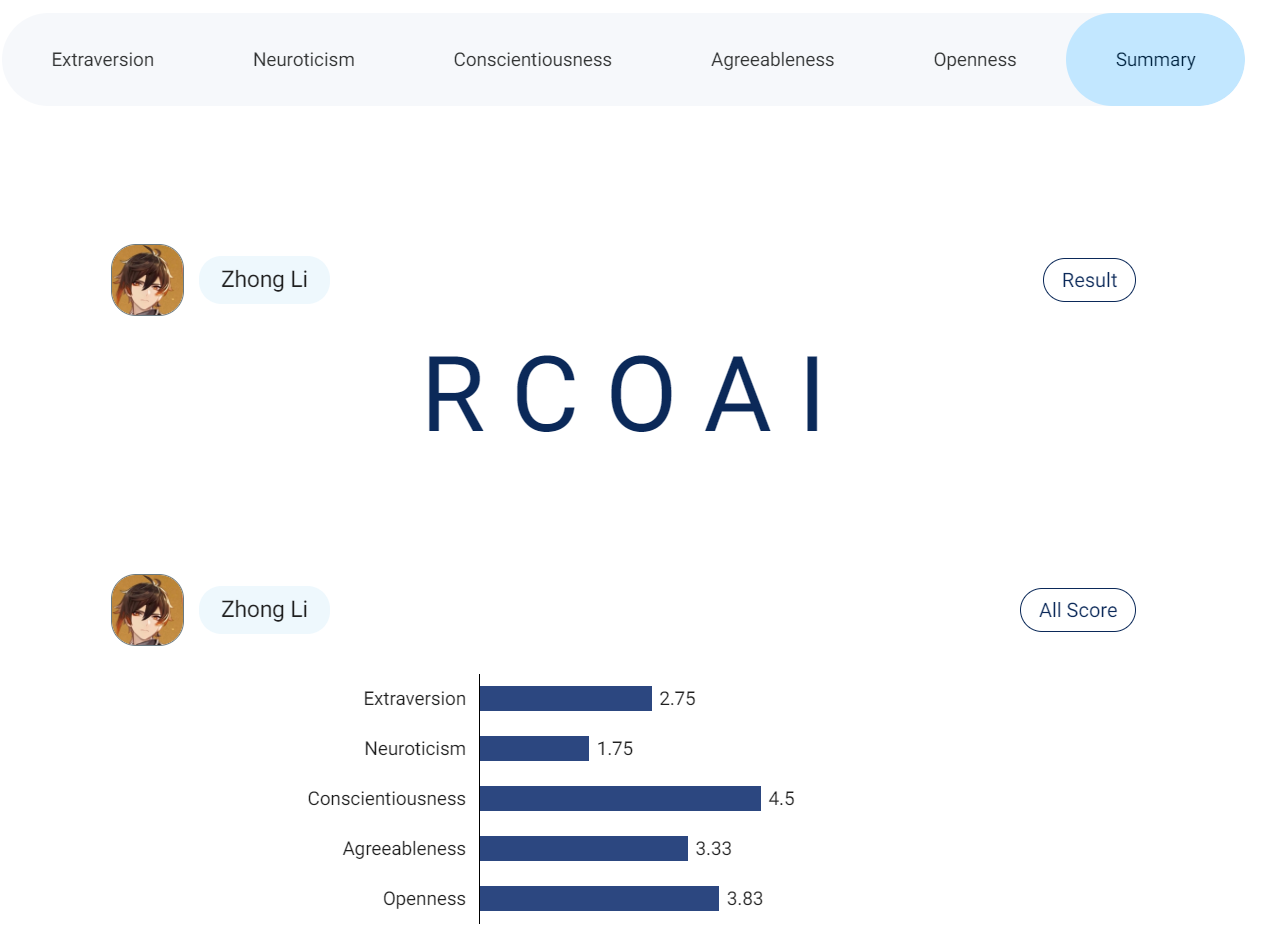 Extraversion Neuroticism Conscientiousness Agreeableness Openness Summary
Zhong Li Result
RCOAI
Zhong Li All Score
Extraversion 2.75
Neuroticism 1.75
Conscientiousness 4.5
Agreeableness 3.33
Openness 3.83